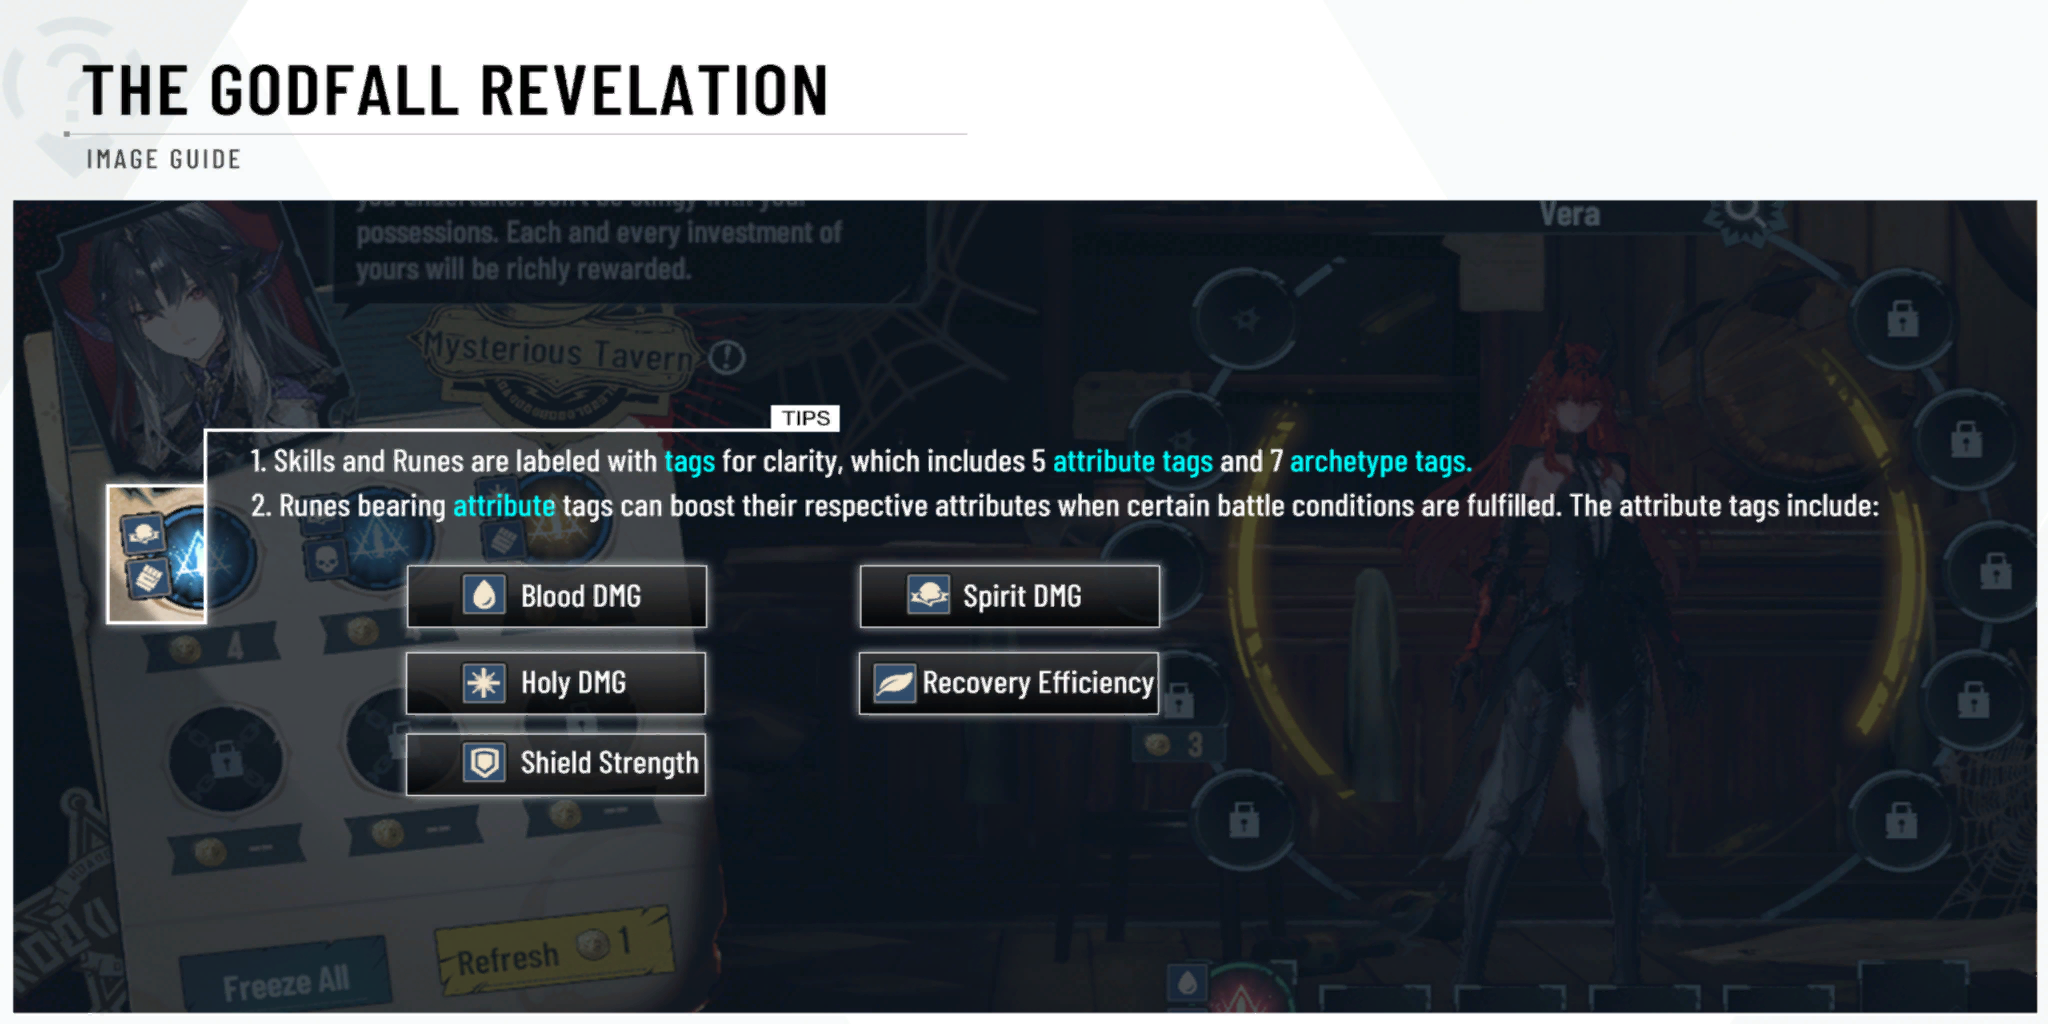 THE GODFALL REVELATION
IMAGE GUIDE
Vera
possessions. Each and every investment of
yours will be richly rewarded.
Mysterious Tavern
TIPS
1. Skills and Runes are labeled with tags for clarity, which includes 5 attribute tags and 7 archetype tags.
2. Runes bearing attribute tags can boost their respective attributes when certain battle conditions are fulfilled. The attribute tags include:
Blood DMG
Spirit DMG
4
Holy DMG
Recovery Efficiency
3
Shield Strength
Refresh 1
Freeze All